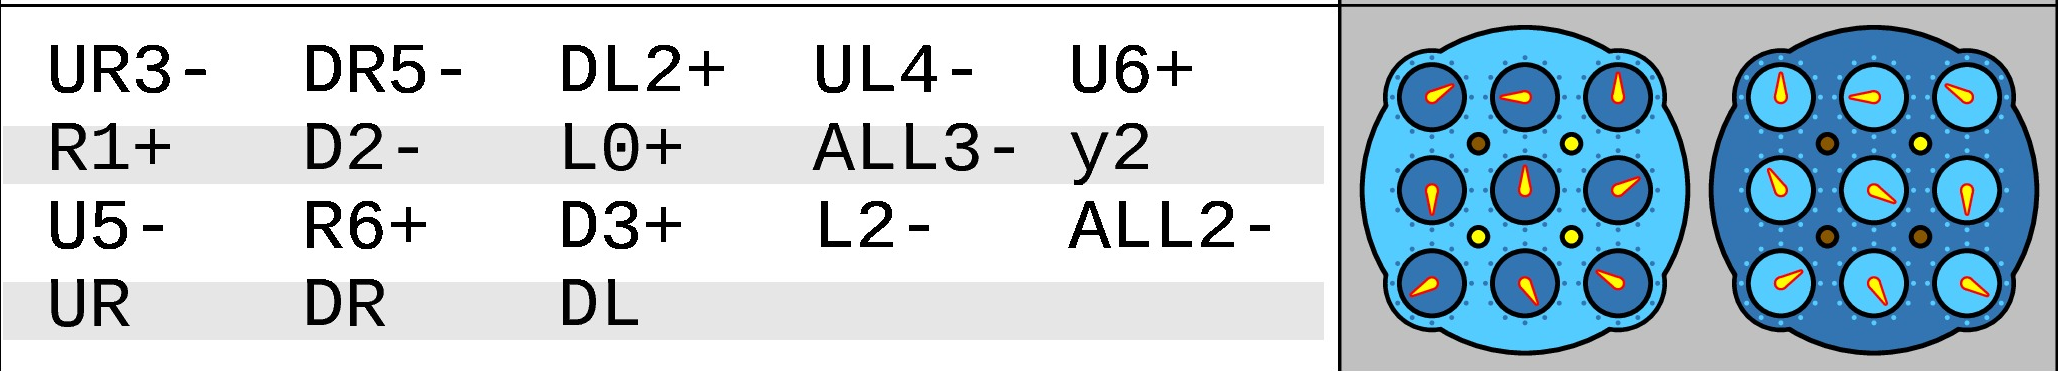 UR3- DR5- DL2+ UL4- U6+
R1+ D2- L0+ ALL3- y2
U5- R6+ D3+ L2- ALL2-
UR DR DL